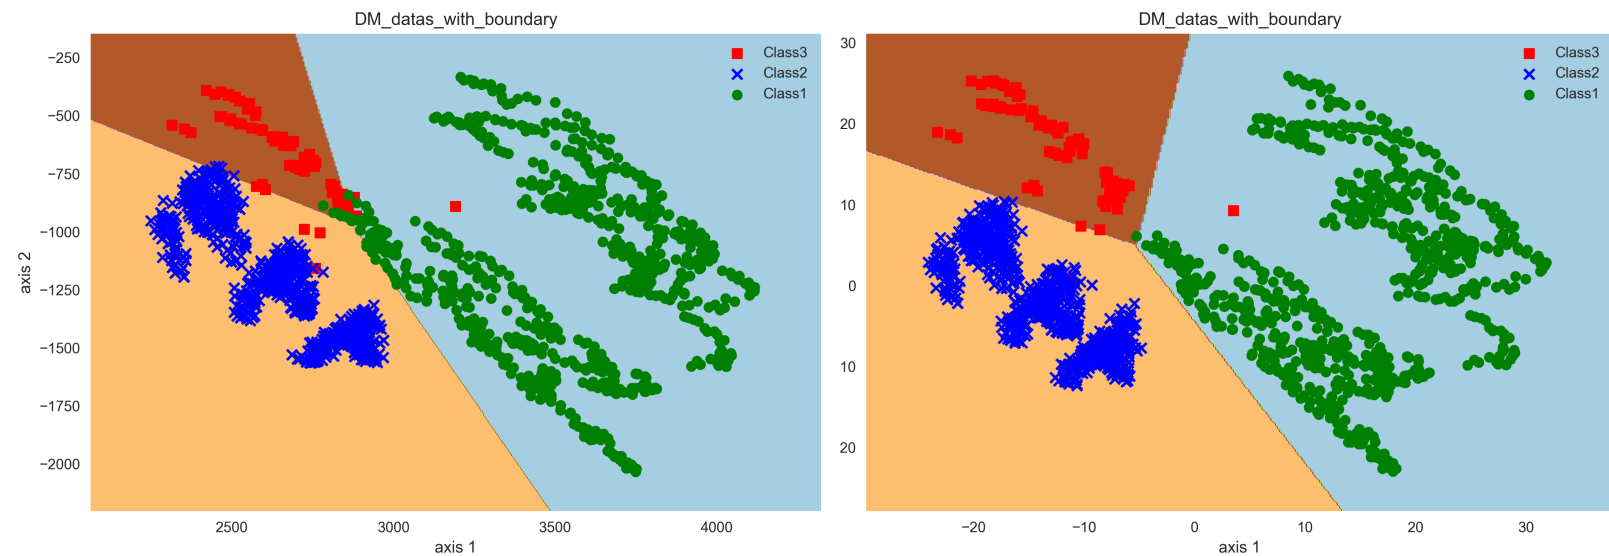 DM_datas_with_boundary
Class3
Class2
Class1
−250
−500
−750
−1000
−1250
−1500
−1750
−2000
axis 2
2500
3000
3500
4000
axis 1
DM_datas_with_boundary
Class3
Class2
Class1
30
20
10
0
10
20
−20
−10
0
10
20
30
axis 1